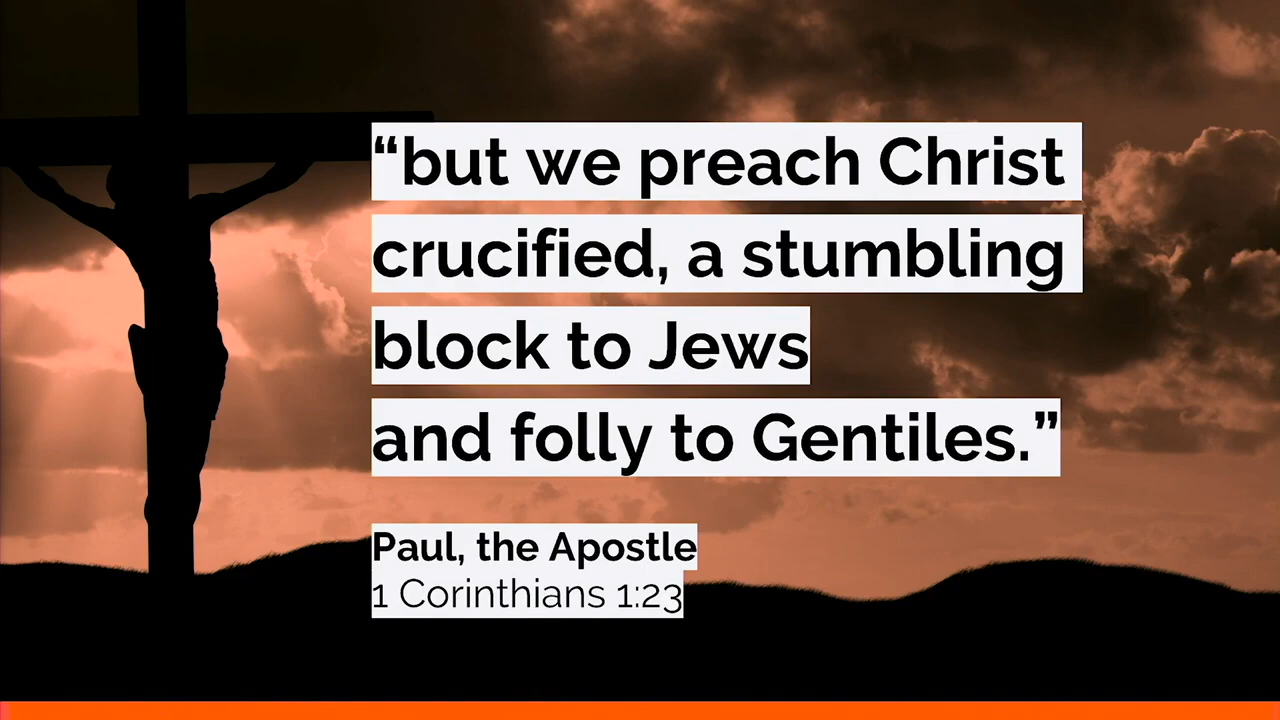 “but we preach Christ
crucified, a stumbling
block to Jews
and folly to Gentiles.”
Paul, the Apostle
1 Corinthians 1:23